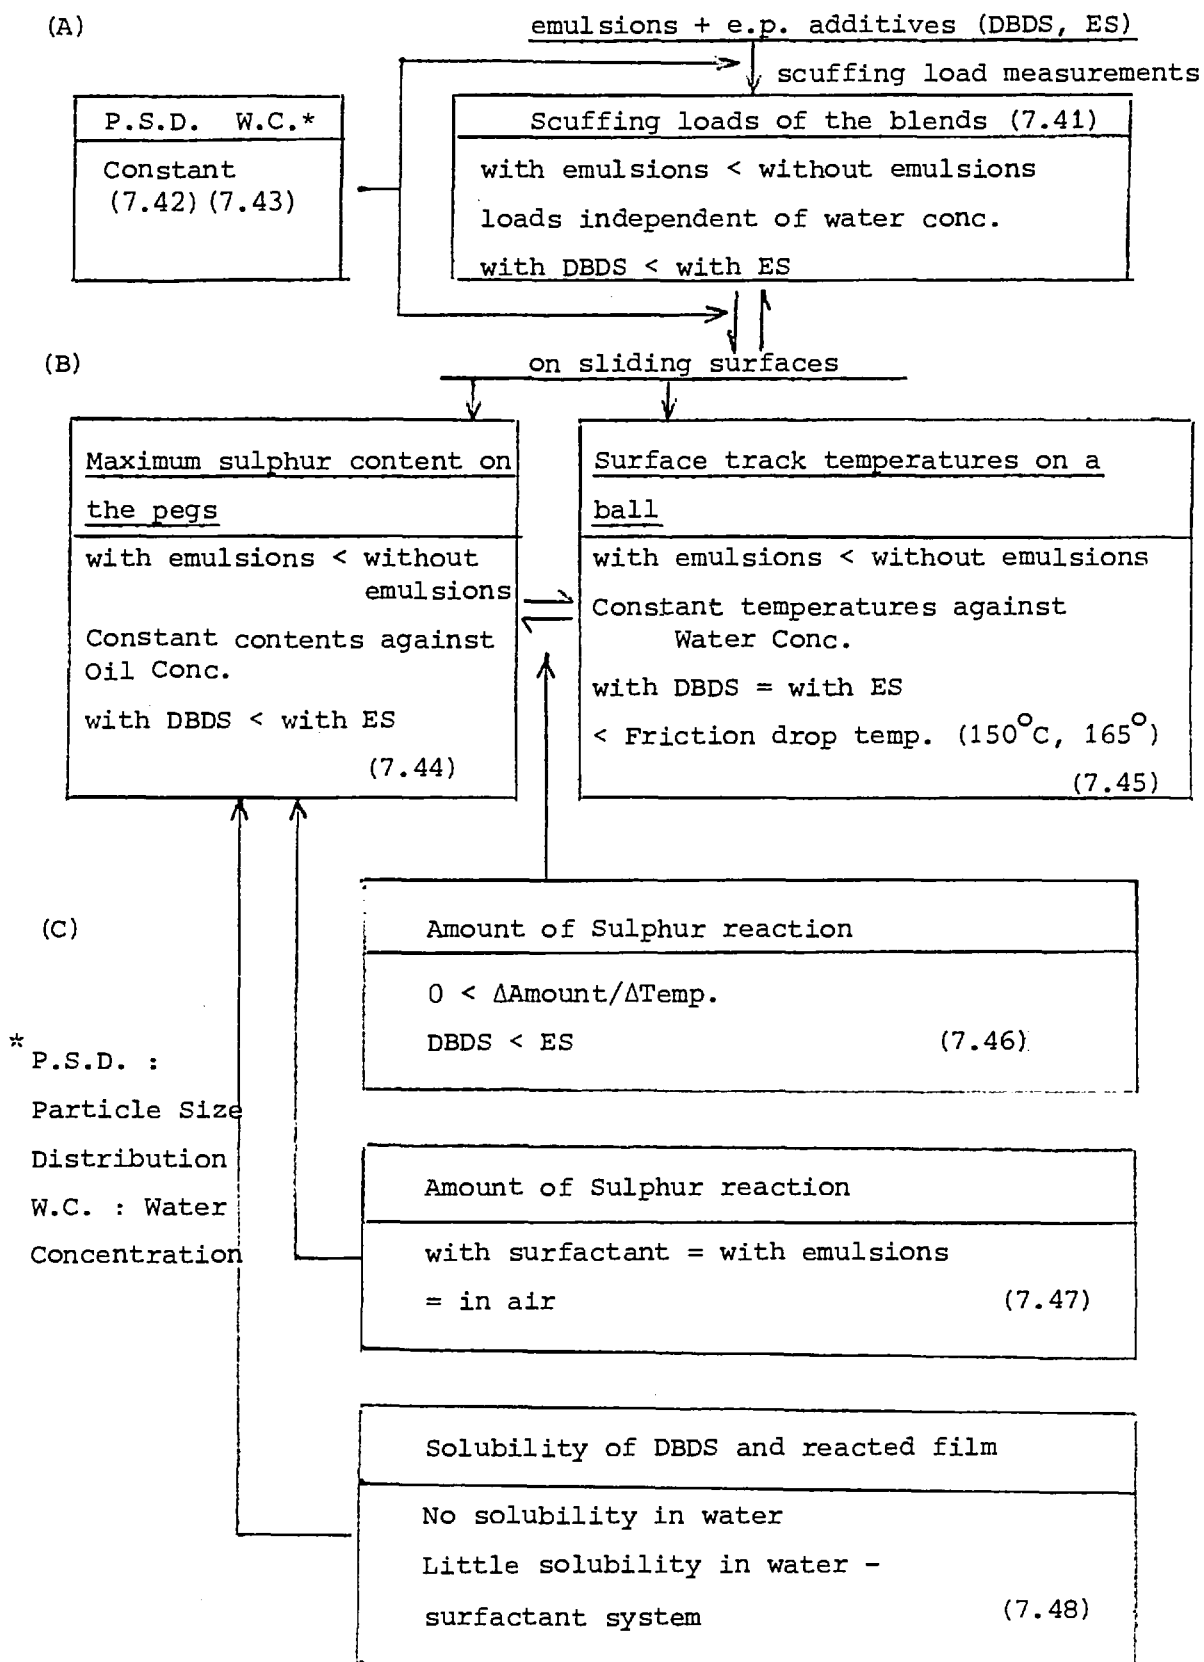 (A)
emulsions + e.p. additives (DBDS, ES)
scuffing load measurements
P.S.D. W.C.*
Constant
(7.42) (7.43)
Scuffing loads of the blends (7.41)
with emulsions < without emulsions
loads independent of water conc.
with DBDS < with ES
(B)
on sliding surfaces
Maximum sulphur content on
the pegs
with emulsions < without
emulsions
Constant contents against
Oil Conc.
with DBDS < with ES
(7.44)
Surface track temperatures on a
ball
with emulsions < without emulsions
Constant temperatures against
Water Conc.
with DBDS = with ES
< Friction drop temp. (150°C, 165°)
(7.45)
(C)
Amount of Sulphur reaction
0 < ΔAmount/ΔTemp.
DBDS < ES (7.46)
* P.S.D. :
Particle Size
Distribution
W.C. : Water
Concentration
Amount of Sulphur reaction
with surfactant = with emulsions
= in air (7.47)
Solubility of DBDS and reacted film
No solubility in water
Little solubility in water -
surfactant system (7.48)